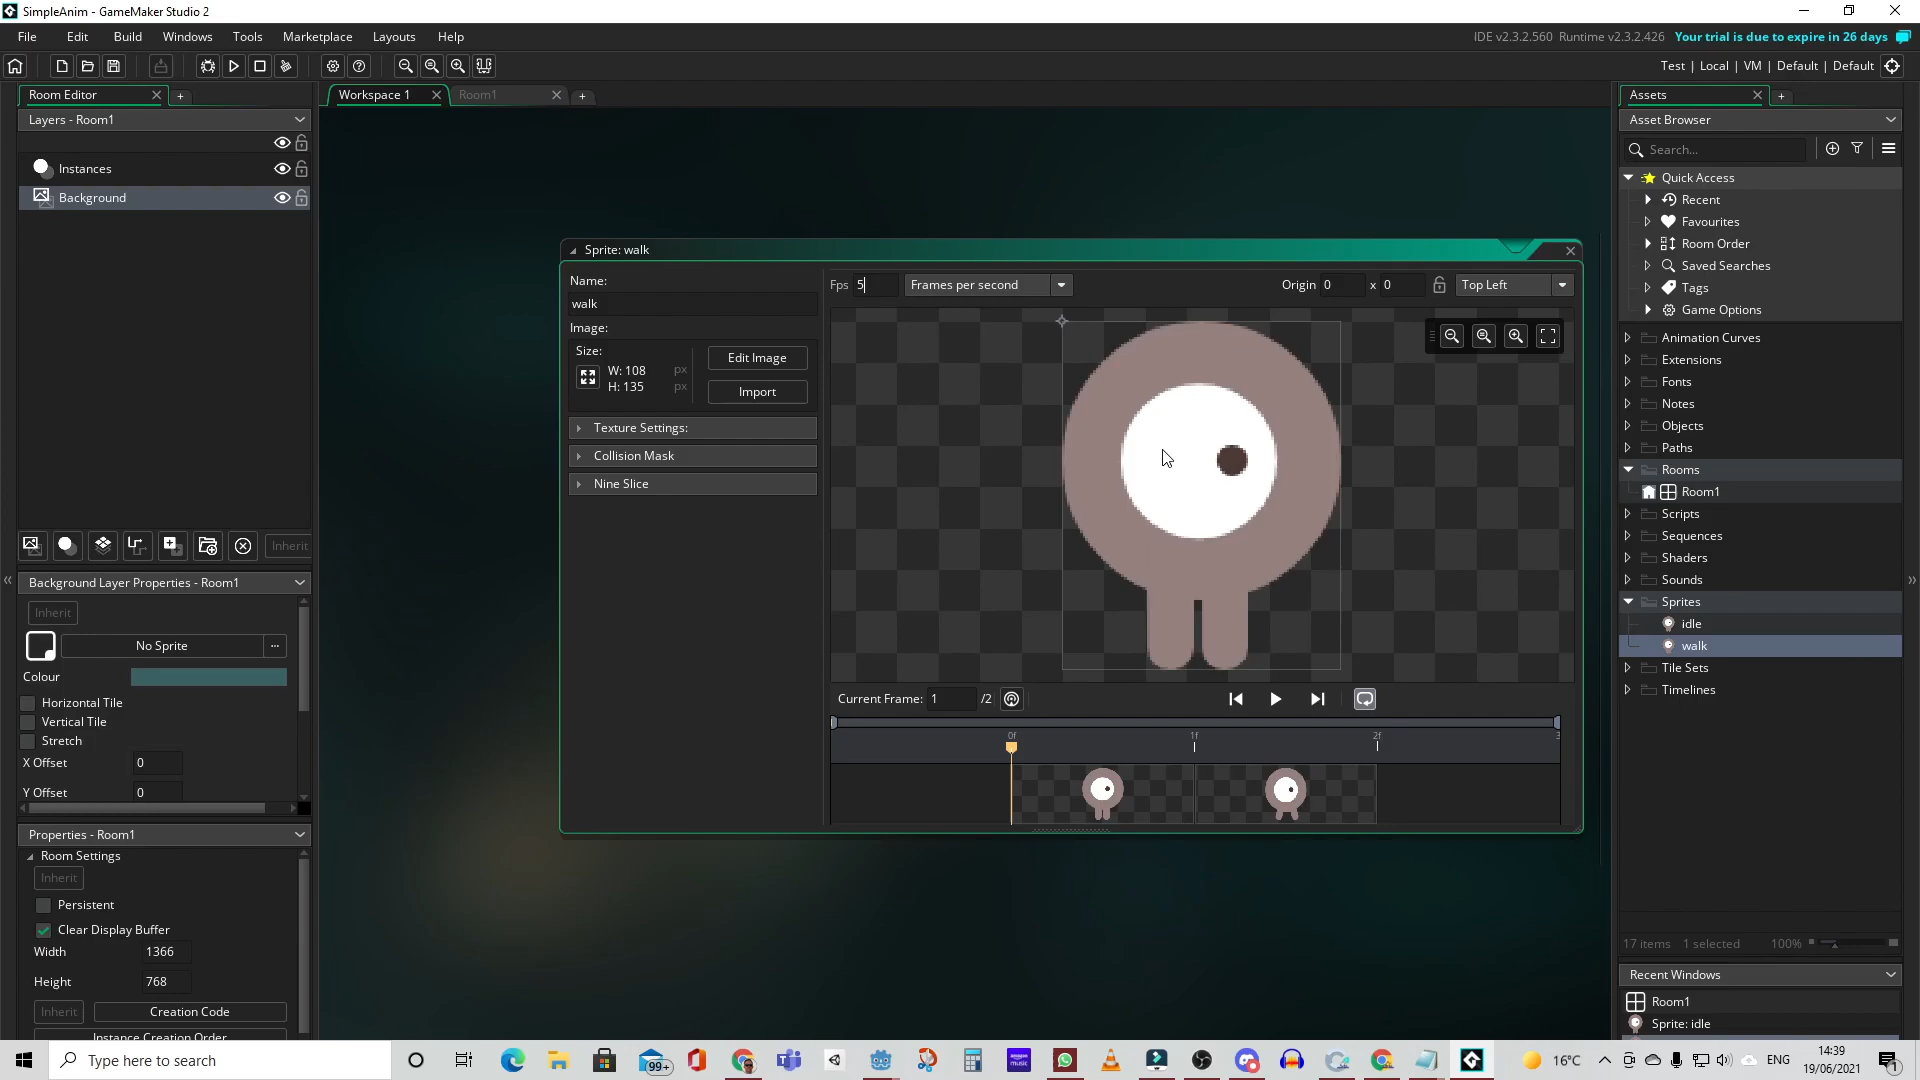 SimpleAnim - GameMaker Studio 2
File Edit Build Windows Tools Marketplace Layouts Help
IDE v2.3.2.560 Runtime v2.3.2.426 Your trial is due to expire in 26 days
Test | Local | VM | Default | Default
Room Editor
Workspace 1
Room1
Assets
Layers - Room1
Asset Browser
Search...
Instances
Background
Quick Access
Recent
Favourites
Room Order
Saved Searches
Tags
Game Options
Animation Curves
Extensions
Fonts
Notes
Objects
Paths
Rooms
Room1
Scripts
Sequences
Shaders
Sounds
Sprites
idle
walk
Tile Sets
Timelines
Sprite: walk
Name:
walk
Image:
Size:
W: 108 px
H: 135 px
Edit Image
Import
Texture Settings:
Collision Mask
Nine Slice
Fps 5 Frames per second
Origin 0 x 0 Top Left
Current Frame: 1 /2
0f 1f 2f 3
Inherit
Background Layer Properties - Room1
Inherit
No Sprite ...
Colour
Horizontal Tile
Vertical Tile
Stretch
X Offset 0
Y Offset 0
Properties - Room1
Room Settings
Inherit
Persistent
Clear Display Buffer
Width 1366
Height 768
Inherit Creation Code
Instance Creation Order
17 items 1 selected 100%
Recent Windows
Room1
Sprite: idle
Type here to search
99+
16°C
ENG
14:39
19/06/2021
1